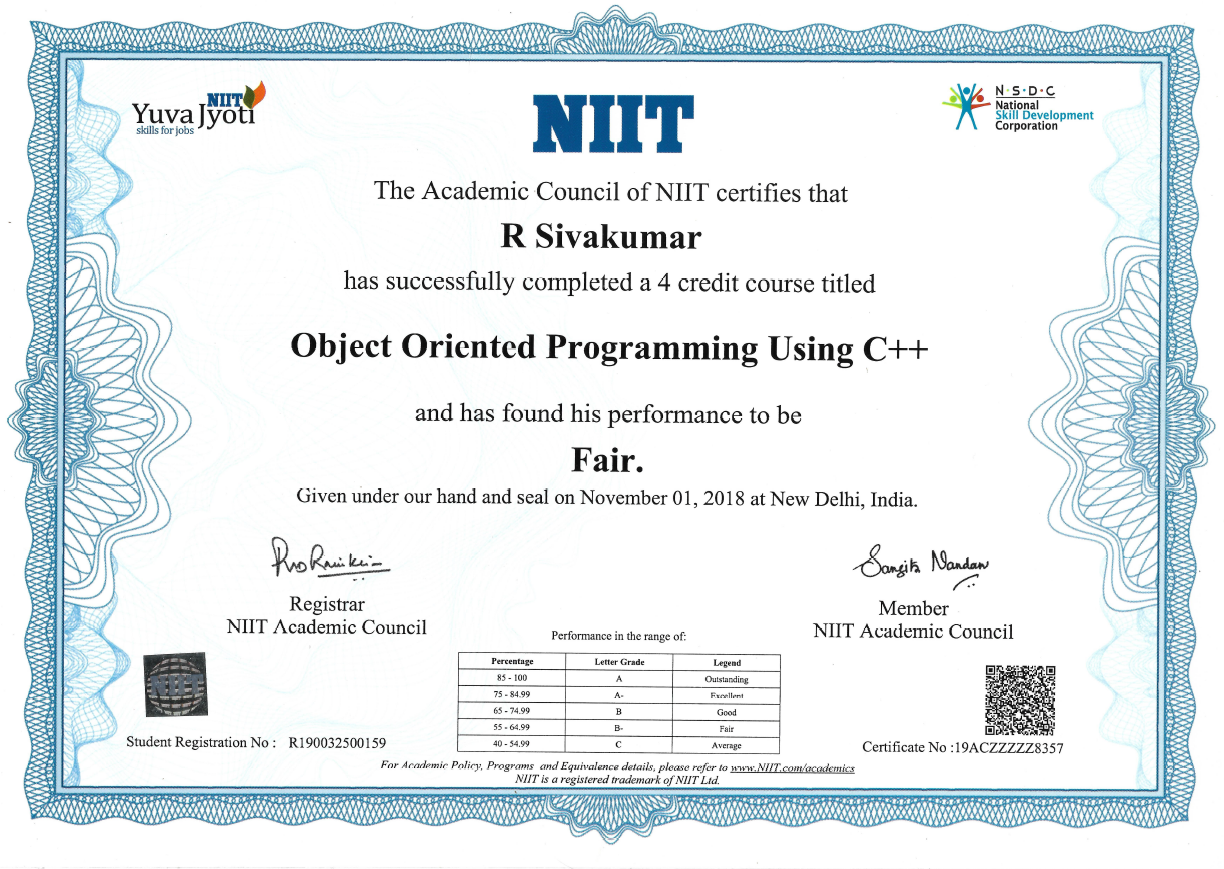 NIIT
Yuva Jyoti
skills for jobs
NIIT
N·S·D·C
National
Skill Development
Corporation
The Academic Council of NIIT certifies that
R Sivakumar
has successfully completed a 4 credit course titled
Object Oriented Programming Using C++
and has found his performance to be
Fair.
Given under our hand and seal on November 01, 2018 at New Delhi, India.
Sangita Nandan
Registrar
NIIT Academic Council
Member
NIIT Academic Council
Performance in the range of:
Percentage Letter Grade Legend
85 - 100 A Outstanding
75 - 84.99 A- Excellent
65 - 74.99 B Good
55 - 64.99 B- Fair
40 - 54.99 C Average
NIIT
Student Registration No : R190032500159
Certificate No :19ACZZZZZ8357
For Academic Policy, Programs and Equivalence details, please refer to www.NIIT.com/academics
NIIT is a registered trademark of NIIT Ltd.